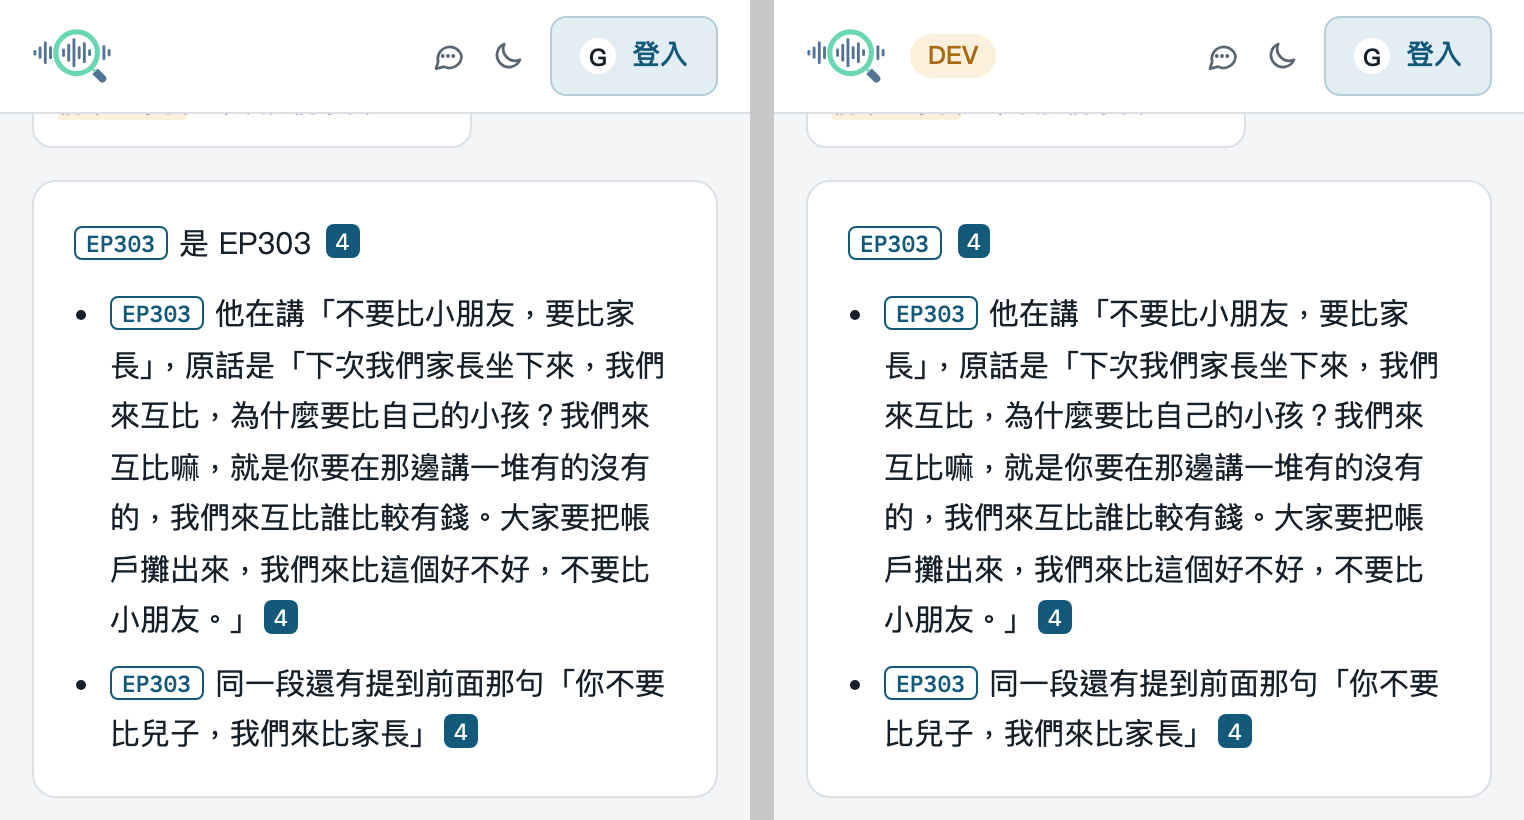 G 登入
EP303 是 EP303 4
• EP303 他在講「不要比小朋友，要比家
長」，原話是「下次我們家長坐下來，我們
來互比，為什麼要比自己的小孩？我們來
互比嘛，就是你要在那邊講一堆有的沒有
的，我們來互比誰比較有錢。大家要把帳
戶攤出來，我們來比這個好不好，不要比
小朋友。」 4
• EP303 同一段還有提到前面那句「你不要
比兒子，我們來比家長」 4
DEV G 登入
EP303 4
• EP303 他在講「不要比小朋友，要比家
長」，原話是「下次我們家長坐下來，我們
來互比，為什麼要比自己的小孩？我們來
互比嘛，就是你要在那邊講一堆有的沒有
的，我們來互比誰比較有錢。大家要把帳
戶攤出來，我們來比這個好不好，不要比
小朋友。」 4
• EP303 同一段還有提到前面那句「你不要
比兒子，我們來比家長」 4